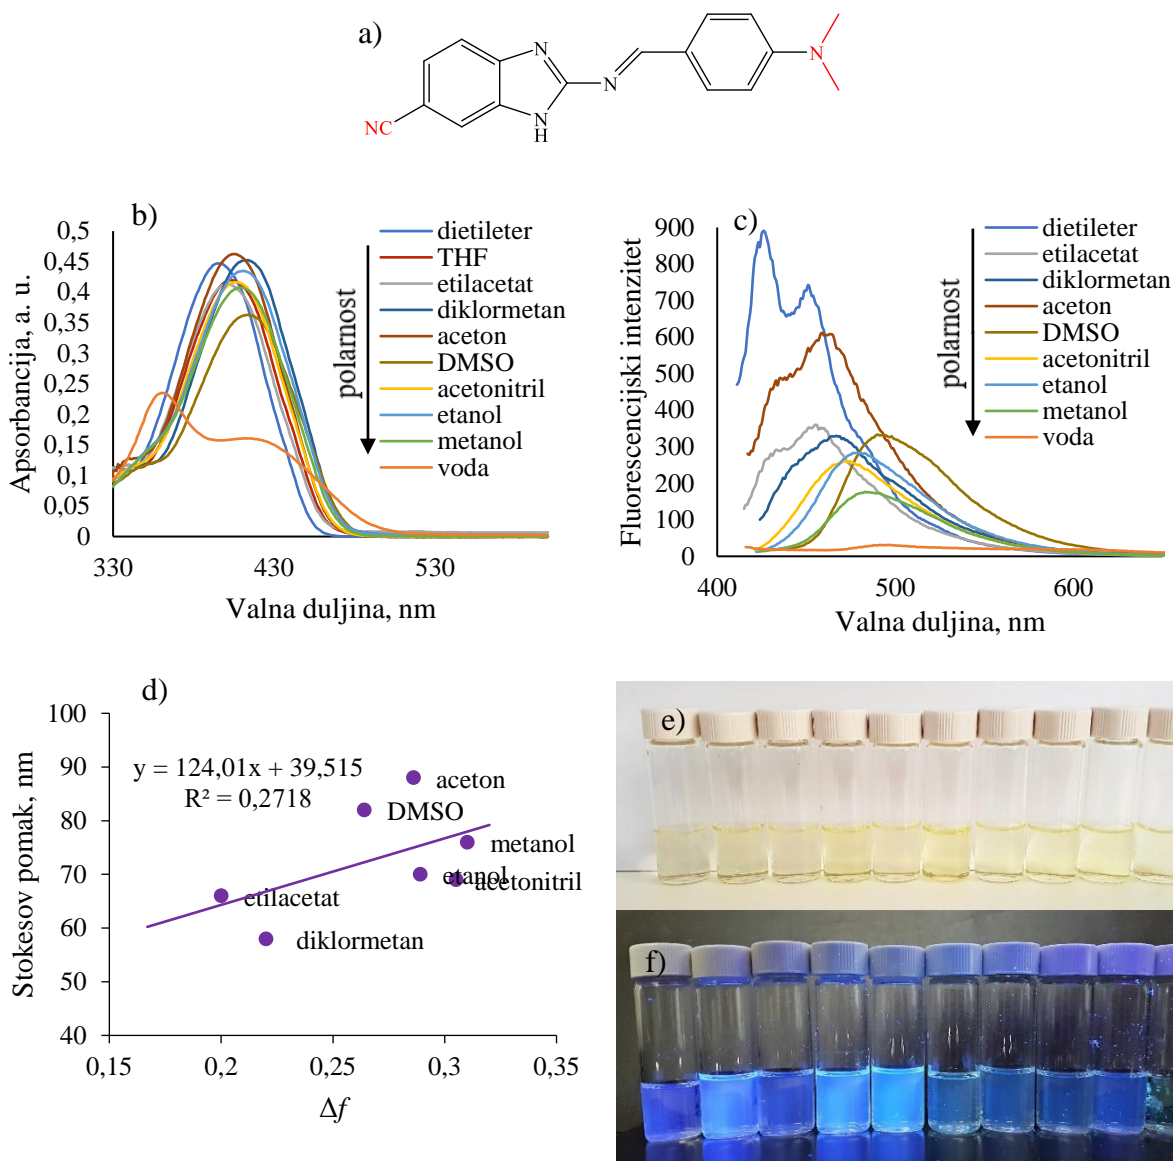 a)
N
N
N
H
N
NC
b)
Apsorbancija, a. u.
0,5
0,45
0,4
0,35
0,3
0,25
0,2
0,15
0,1
0,05
0
330
430
530
Valna duljina, nm
polarnost
dietileter
THF
etilacetat
diklormetan
aceton
DMSO
acetonitril
etanol
metanol
voda
c)
Fluorescencijski intenzitet
900
800
700
600
500
400
300
200
100
0
400
500
600
Valna duljina, nm
polarnost
dietileter
etilacetat
diklormetan
aceton
DMSO
acetonitril
etanol
metanol
voda
d)
Stokesov pomak, nm
100
90
80
70
60
50
40
0,15
0,2
0,25
0,3
0,35
Δf
y = 124,01x + 39,515
R² = 0,2718
aceton
DMSO
metanol
etanol
acetonitril
etilacetat
diklormetan
e)
f)